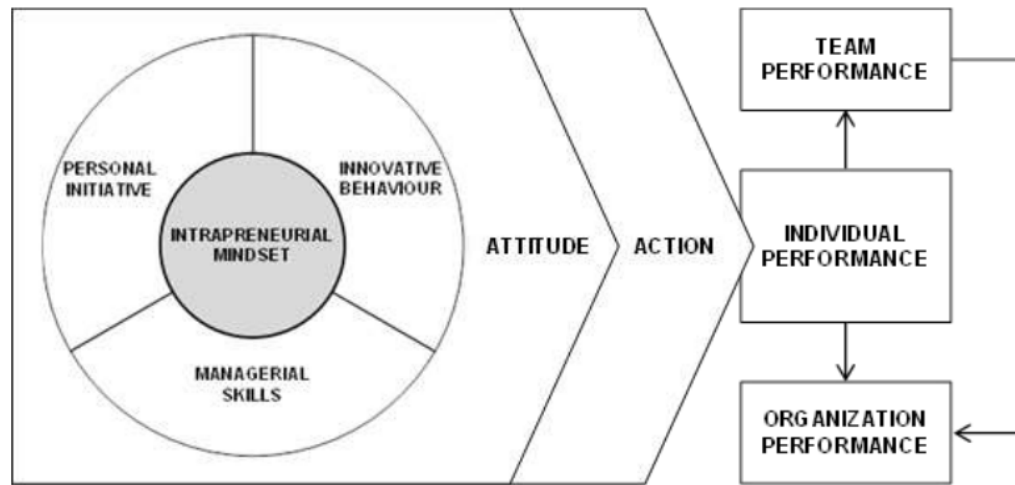 PERSONAL
INITIATIVE
INNOVATIVE
BEHAVIOUR
INTRAPRENEURIAL
MINDSET
MANAGERIAL
SKILLS
ATTITUDE
ACTION
TEAM
PERFORMANCE
INDIVIDUAL
PERFORMANCE
ORGANIZATION
PERFORMANCE